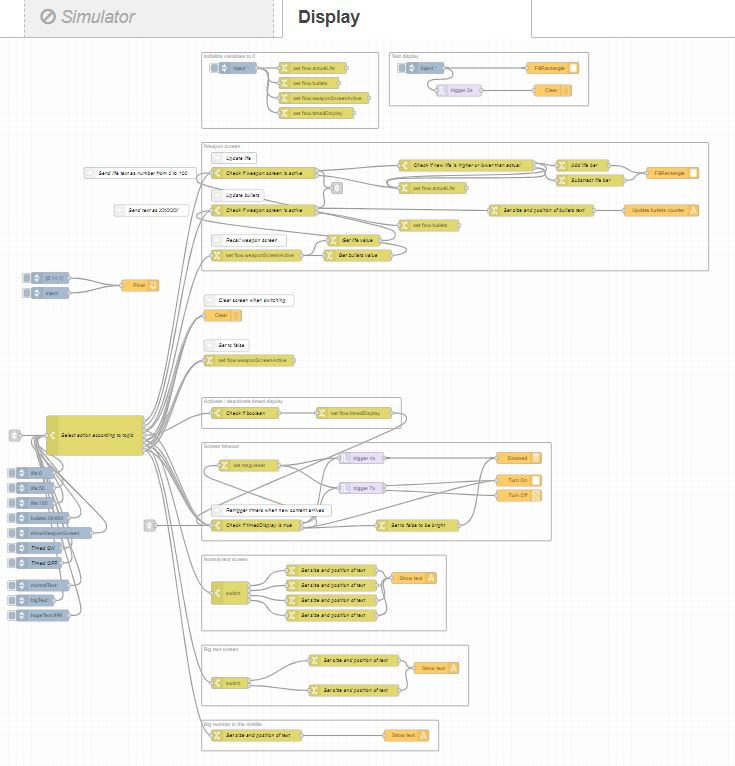 Simulator
Display
Initialize variables to 0
Test display
inject
set flow.actualLife
set flow.bullets
set flow.weaponScreenActive
set flow.timedDisplay
inject
FillRectangle
trigger 2s
Clear
Weapon screen
Update life
Send life text as number from 0 to 100
Check if weapon screen is active
Check if new life is higher or lower than actual
Add life bar
Substract life bar
FillRectangle
set flow.actualLife
Update bullets
Send text as XX/XXX
Check if weapon screen is active
Set size and position of bullets text
Update bullets counter
set flow.bullets
Recall weapon screen
Get life value
set flow.weaponScreenActive
Get bullets value
[0,14,1]
inject
Pixel
Clear screen when switching
Clear
Set to false
set flow.weaponScreenActive
Activate / deactivate timed display
Check if boolean
set flow.timedDisplay
Select action according to topic
Screen timeout
set msg.reset
trigger 4s
trigger 7s
Dimmed
Turn On
Turn Off
Retrigger timers when new content arrives
Check if timedDisplay is true
Set to false to be bright
life:0
life:50
life:100
bullets:29/600
showWeaponScreen:
Timed ON
Timed OFF
normalText:
bigText:
hugeText:999
Normal text screen
switch
Set size and position of text
Set size and position of text
Set size and position of text
Set size and position of text
Show text
Big text screen
switch
Set size and position of text
Set size and position of text
Show text
Big number in the middle
Set size and position of text
Show text